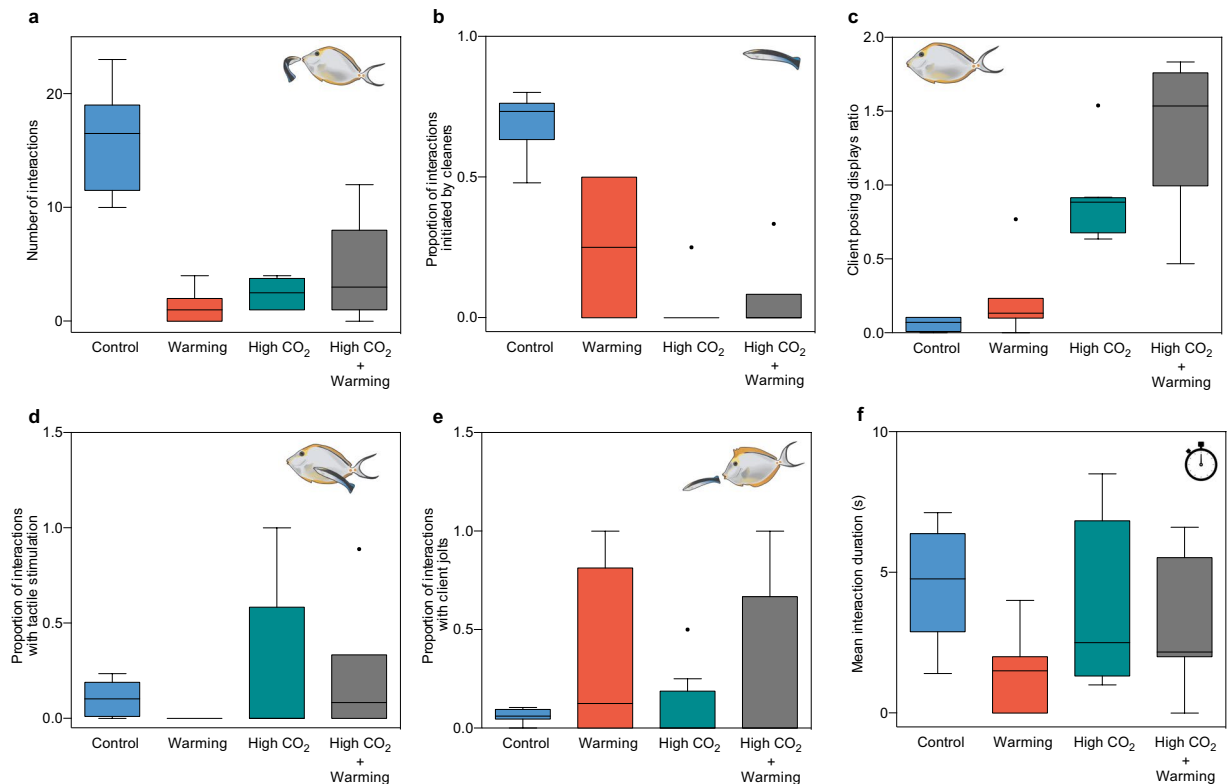 a
Number of interactions
20
10
0
Control
Warming
High CO₂
High CO₂
+
Warming
b
Proportion of interactions
initiated by cleaners
1.0
0.5
0.0
Control
Warming
High CO₂
High CO₂
+
Warming
c
Client posing displays ratio
2.0
1.5
1.0
0.5
0.0
Control
Warming
High CO₂
High CO₂
+
Warming
d
Proportion of interactions
with tactile stimulation
1.5
1.0
0.5
0.0
Control
Warming
High CO₂
High CO₂
+
Warming
e
Proportion of interactions
with client jolts
1.5
1.0
0.5
0.0
Control
Warming
High CO₂
High CO₂
+
Warming
f
Mean interaction duration (s)
10
5
0
Control
Warming
High CO₂
High CO₂
+
Warming